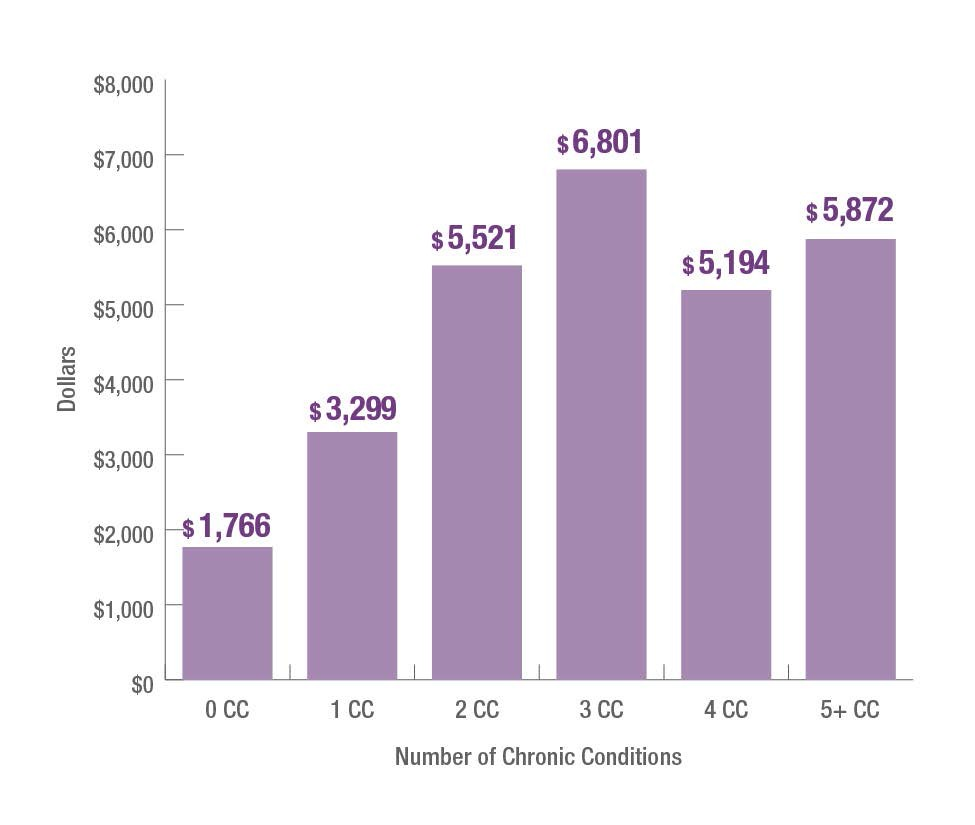 $8,000
$7,000
$6,000
$5,000
$4,000
$3,000
$2,000
$1,000
$0
Dollars
$1,766
$3,299
$5,521
$6,801
$5,194
$5,872
0 CC
1 CC
2 CC
3 CC
4 CC
5+ CC
Number of Chronic Conditions